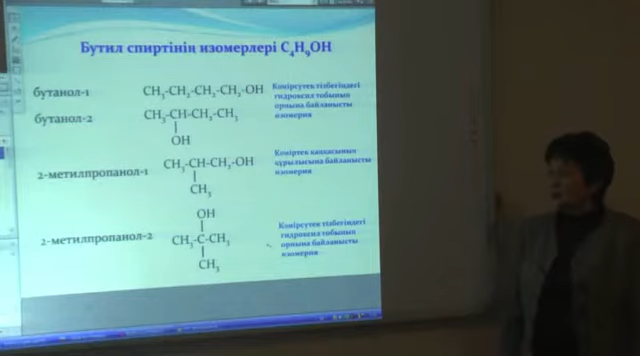 Бутил спиртінің изомерлері C₄H₉OH
бутанол-1
CH₃-CH₂-CH₂-CH₂-OH
Көмірсутек тізбегіндегі
гидроксил тобының
орнына байланысты
изомерия
бутанол-2
CH₃-CH-CH₂-CH₃
OH
2-метилпропанол-1
CH₃-CH-CH₂-OH
CH₃
Көміртек қаңқасының
құрылысына байланысты
изомерия
2-метилпропанол-2
OH
CH₃-C-CH₃
CH₃
Көмірсутек тізбегіндегі
гидроксил тобының
орнына байланысты
изомерия